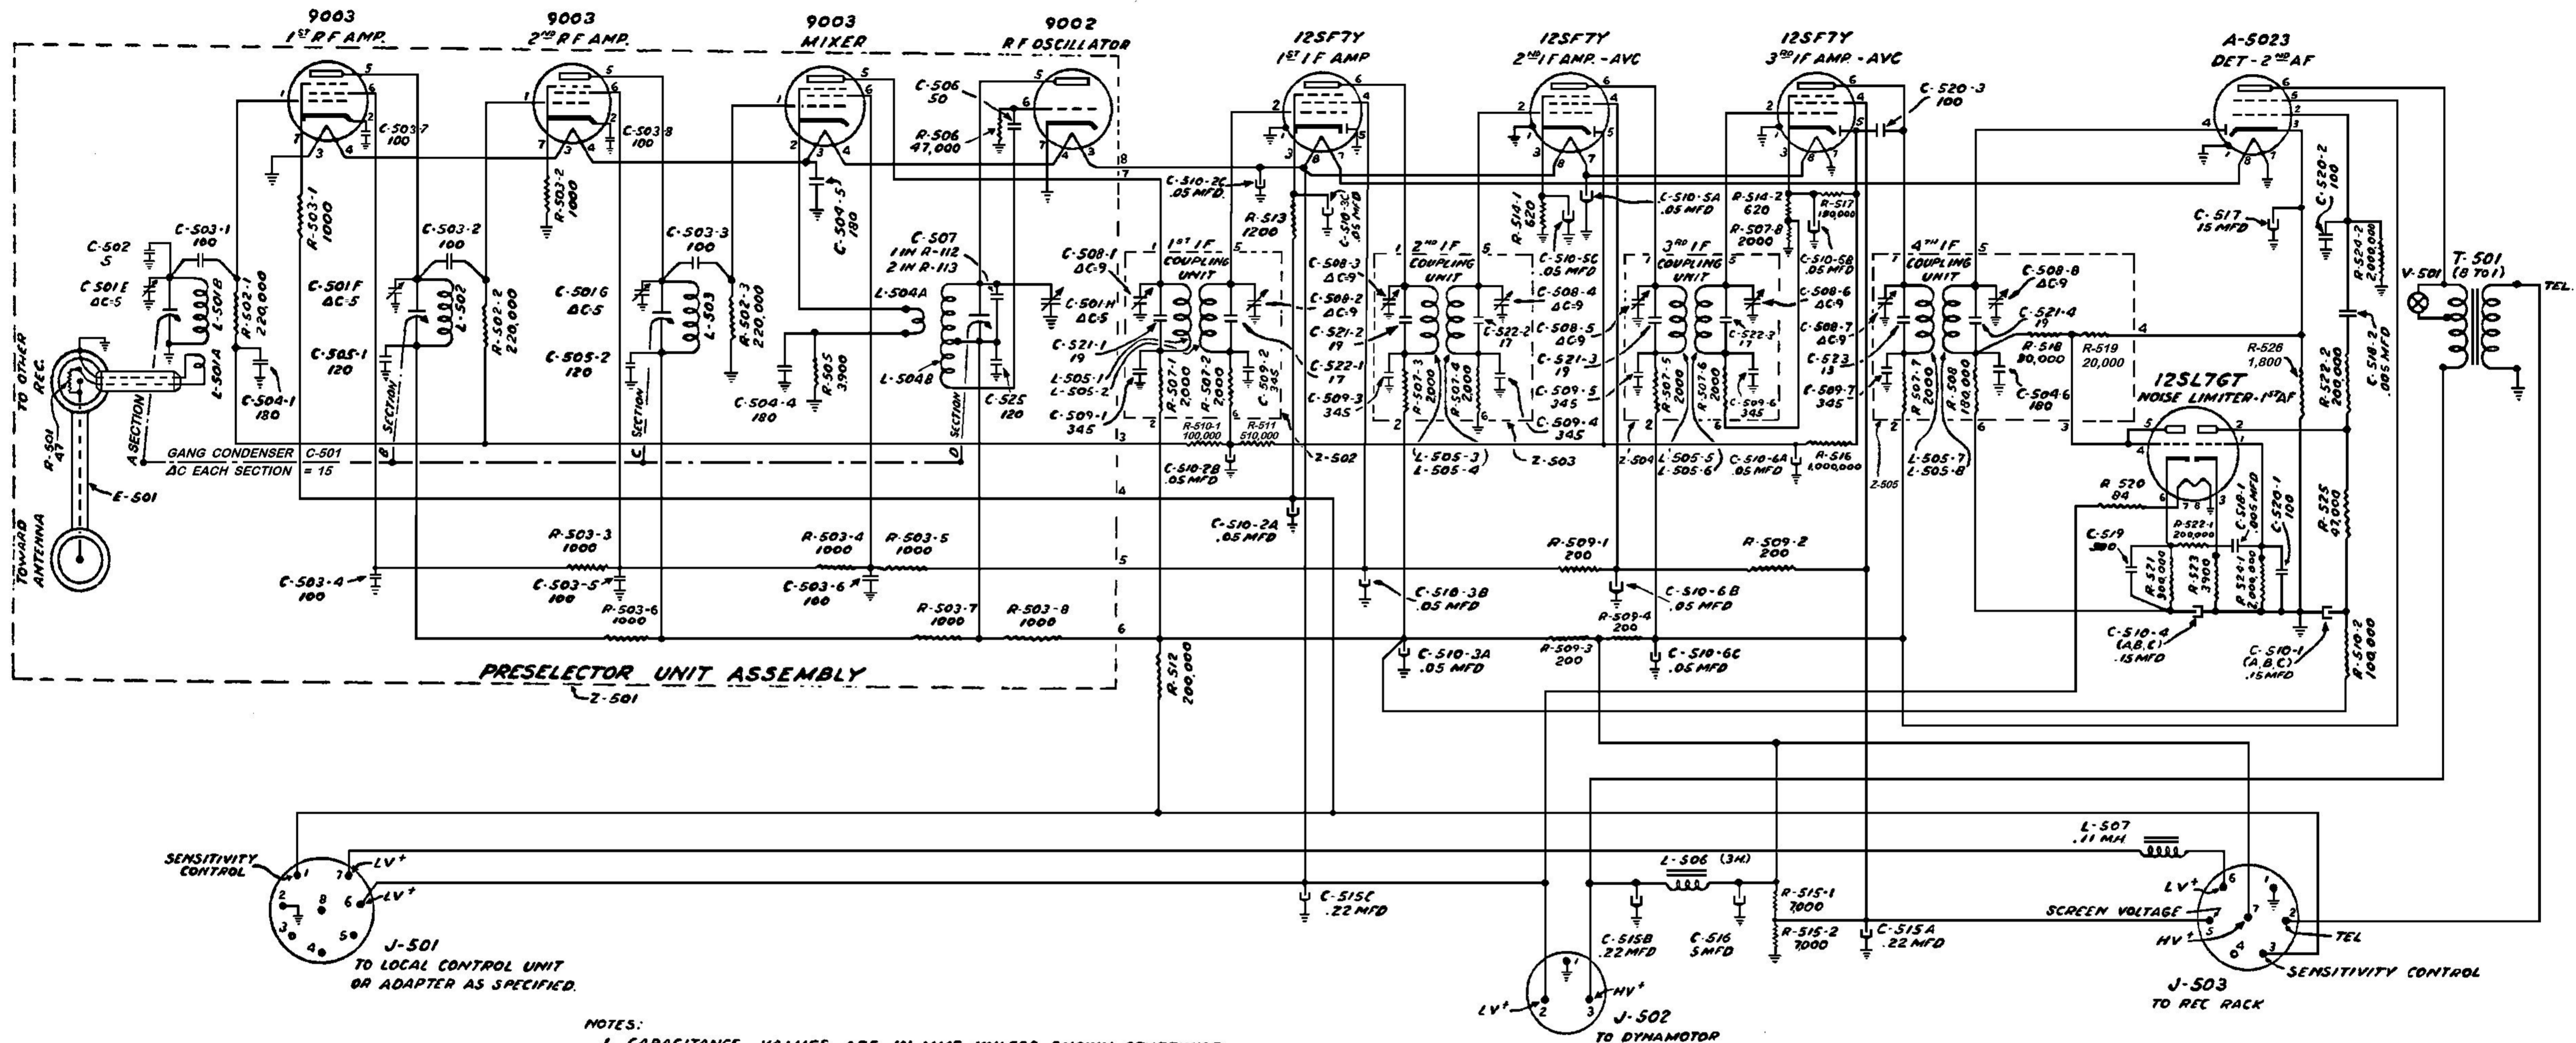 9003
1ST RF AMP.
9003
2ND RF AMP.
9003
MIXER
9002
RF OSCILLATOR
12SF7Y
1ST IF AMP
12SF7Y
2ND IF AMP.-AVC
12SF7Y
3RD IF AMP.-AVC
A-5023
DET-2ND AF
C-503-7
100
C-503-8
100
C-506
50
R-506
47,000
C-520-3
100
R-503-1
1000
R-503-2
1000
C-504-5
180
C-510-2C
.05 MFD.
R-513
1200
C-510-3C
.05 MFD
R-514-1
620
C-510-5C
.05 MFD
C-510-5A
.05 MFD
R-514-2
620
R-507-8
2000
R-517
C-510-5B
.05 MFD
C-517
15 MFD
C-520-2
100
R-524-2
2,000,000
C-502
5
C-503-1
100
C-501E
ΔC-5
L-501B
R-502-1
220,000
L-501A
C-504-1
180
C-503-2
100
C-501F
ΔC-5
L-502
R-502-2
220,000
C-505-1
120
C-503-3
100
C-501G
ΔC-5
L-503
R-502-3
220,000
C-505-2
120
C-507
1 IN R-112
2 IN R-113
L-504A
L-504B
C-504-4
180
R-505
3900
C-525
120
C-501H
ΔC-5
1ST IF
COUPLING
UNIT
C-508-1
ΔC-9
C-508-2
ΔC-9
C-521-1
19
L-505-1
L-505-2
C-509-1
345
R-507-1
2000
R-507-2
2000
C-509-2
345
C-522-1
17
R-510-1
100,000
R-511
510,000
C-510-2B
.05 MFD
Z-502
2ND IF
COUPLING
UNIT
C-508-3
ΔC-9
C-508-4
ΔC-9
C-521-2
19
C-522-2
17
C-509-3
345
R-507-3
2000
R-507-4
2000
C-509-4
345
(L-505-3)
L-505-4
Z-503
3RD IF
COUPLING
UNIT
C-508-5
ΔC-9
C-508-6
ΔC-9
C-521-3
19
C-522-3
17
C-509-5
345
R-507-5
2000
R-507-6
2000
C-509-6
345
Z-504
L-505-5)
L-505-6)
C-510-6A
.05 MFD
R-516
1,000,000
4TH IF
COUPLING
UNIT
C-508-7
ΔC-9
C-508-8
ΔC-9
C-521-4
19
C-523
13
C-509-7
345
R-507-7
2000
R-508
180,000
R-518
R-519
20,000
C-504-6
180
Z-505
L-505-7)
L-505-8)
R-526
1,800
R-522-2
200,000
C-518-2
.005 MFD
V-501
T-501
(8 TO 1)
TEL.
12SL7GT
NOISE LIMITER-1ST AF
R 520
84
C-519
R-521
R-522-1
200,000
R-523
3900
C-518-1
.005 MFD
R-524-1
2,000,000
C-520-1
100
R-525
47,000
C-510-4
(A,B,C)
.15 MFD
C-510-1
(A,B,C)
.15 MFD
R-510-2
100,000
TO OTHER
REC.
R-501
47
TOWARD
ANTENNA
E-501
A SECTION
B SECTION
C SECTION
D SECTION
GANG CONDENSER C-501
ΔC EACH SECTION = 15
C-510-2A
.05 MFD
R-503-3
1000
R-503-4
1000
R-503-5
1000
C-503-4
100
C-503-5
100
C-503-6
100
R-503-6
1000
R-503-7
1000
R-503-8
1000
R-509-1
200
R-509-2
200
C-510-3B
.05 MFD
C-510-6B
.05 MFD
R-509-4
200
R-509-3
200
C-510-3A
.05 MFD
C-510-6C
.05 MFD
R-512
200,000
PRESELECTOR UNIT ASSEMBLY
Z-501
SENSITIVITY
CONTROL
LV+
LV+
J-501
TO LOCAL CONTROL UNIT
OR ADAPTER AS SPECIFIED.
C-515C
.22 MFD
L-506 (3H.)
C-515B
.22 MFD
C-516
5 MFD
R-515-1
7,000
R-515-2
7,000
C-515A
.22 MFD
L-507
.11 MH.
LV+
SCREEN VOLTAGE
HV+
TEL
SENSITIVITY CONTROL
J-503
TO REC RACK
LV+
HV+
J-502
TO DYNAMOTOR
NOTES: